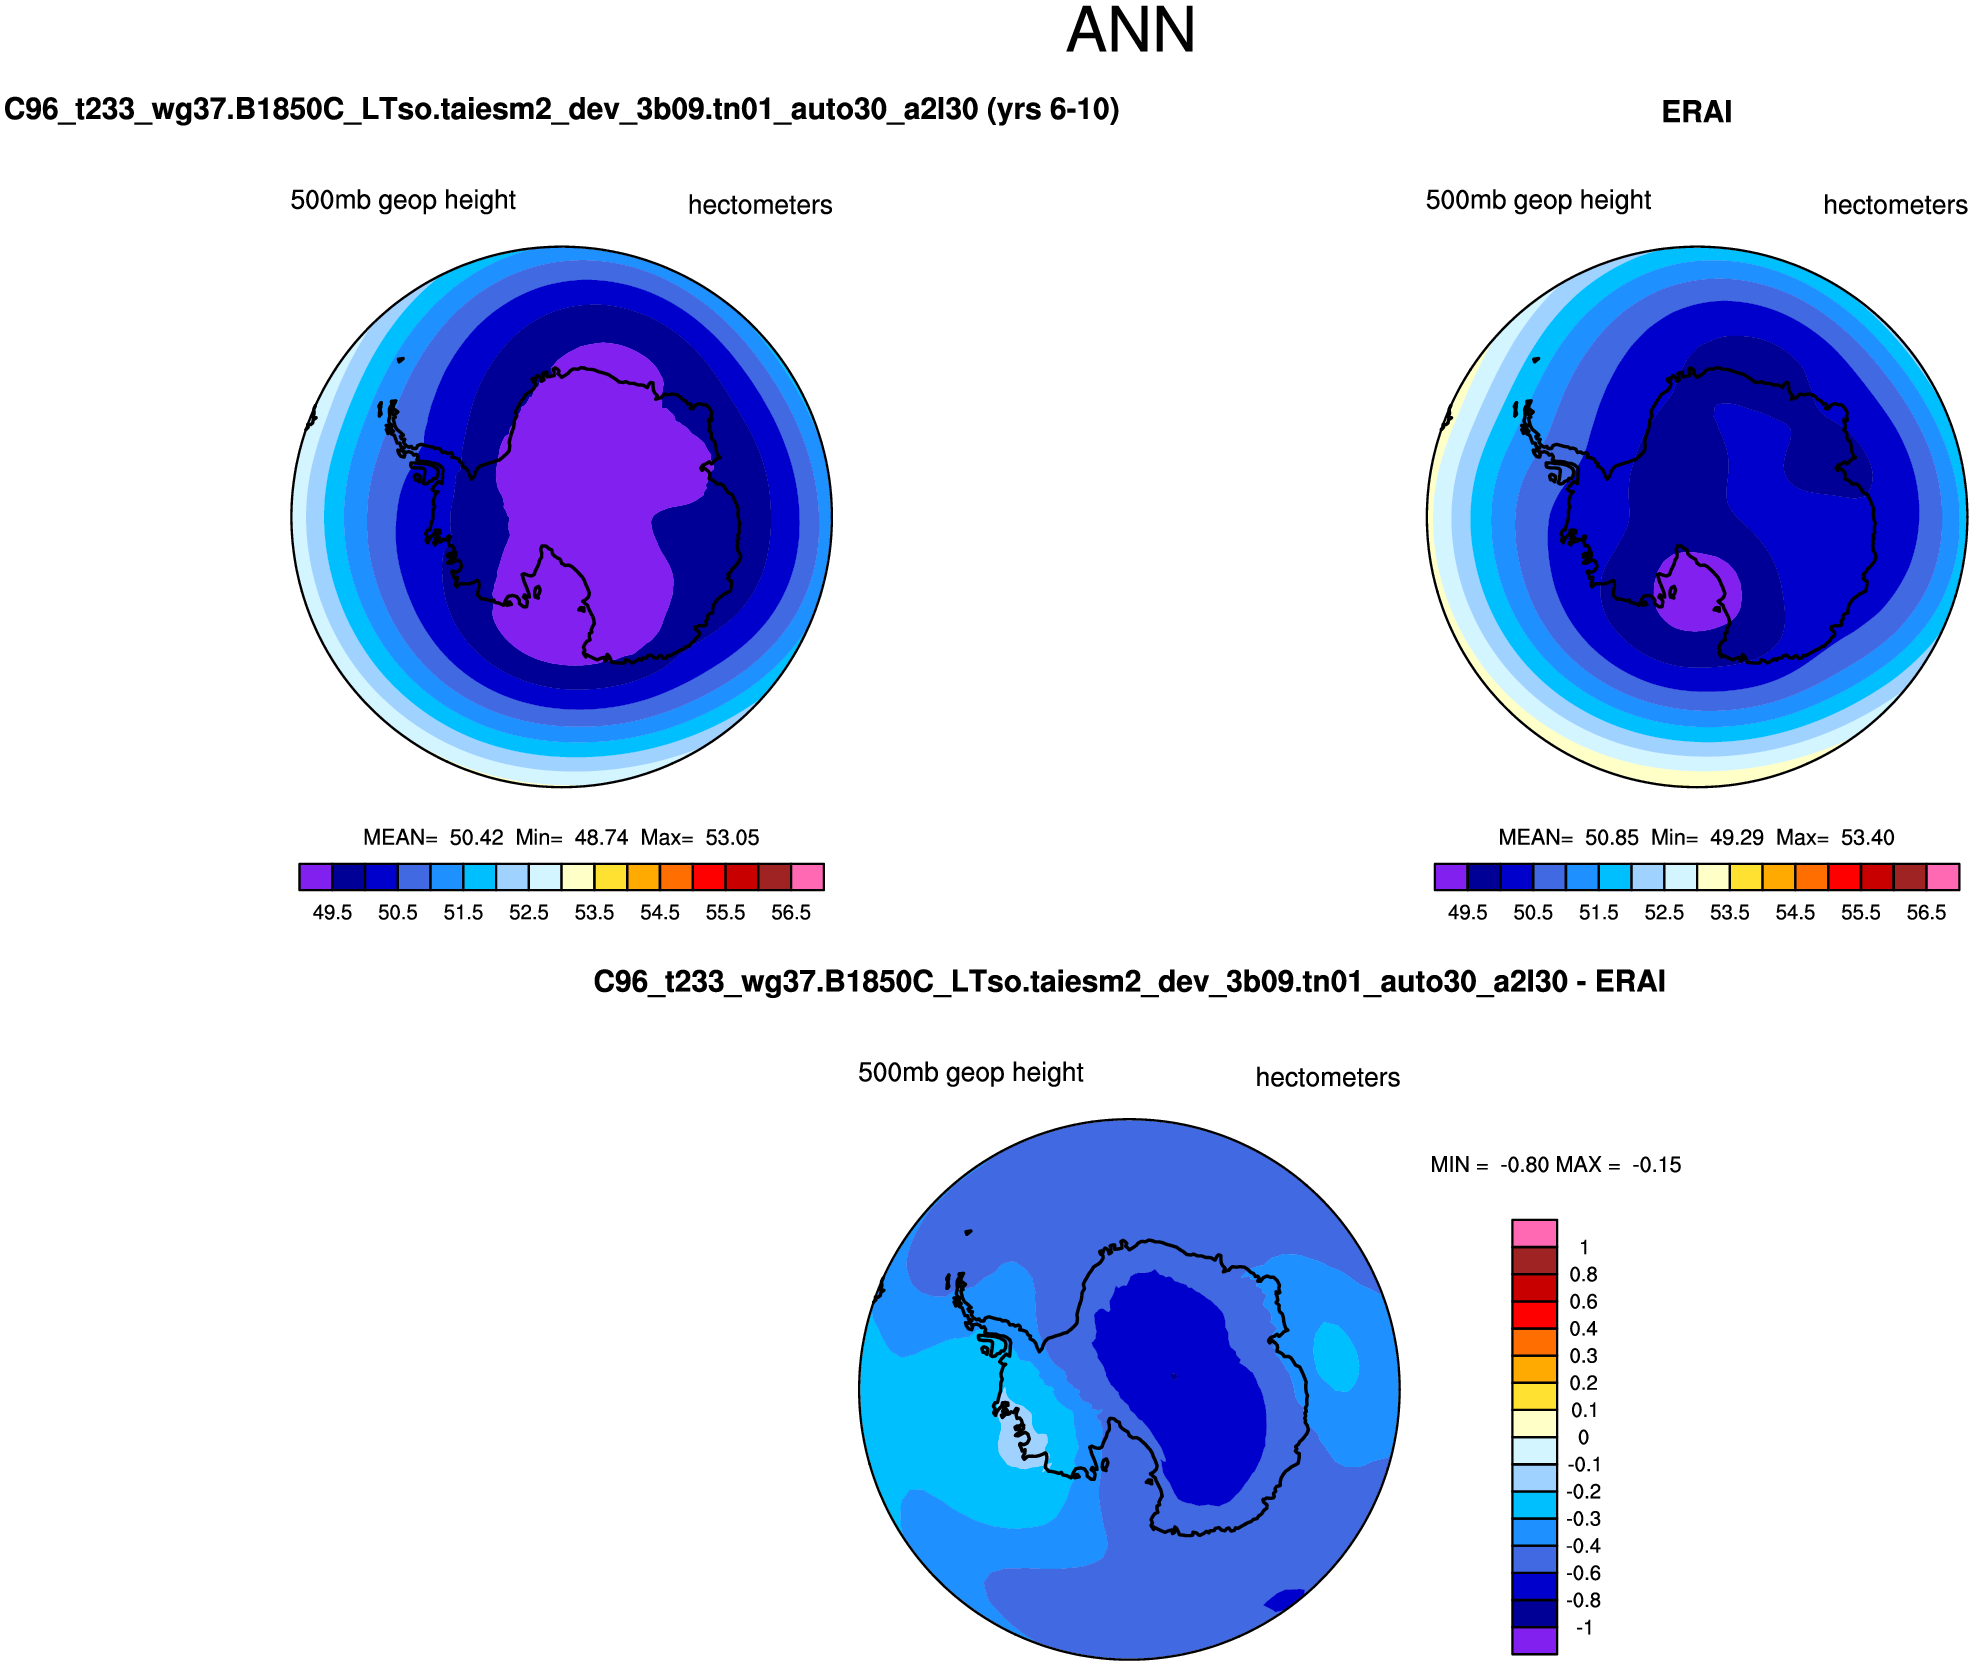 ANN
C96_t233_wg37.B1850C_LTso.taiesm2_dev_3b09.tn01_auto30_a2l30 (yrs 6-10)
ERAI
500mb geop height hectometers
500mb geop height hectometers
MEAN= 50.42 Min= 48.74 Max= 53.05
MEAN= 50.85 Min= 49.29 Max= 53.40
49.5 50.5 51.5 52.5 53.5 54.5 55.5 56.5
49.5 50.5 51.5 52.5 53.5 54.5 55.5 56.5
C96_t233_wg37.B1850C_LTso.taiesm2_dev_3b09.tn01_auto30_a2l30 - ERAI
500mb geop height hectometers
MIN = -0.80 MAX = -0.15
1
0.8
0.6
0.4
0.3
0.2
0.1
0
-0.1
-0.2
-0.3
-0.4
-0.6
-0.8
-1